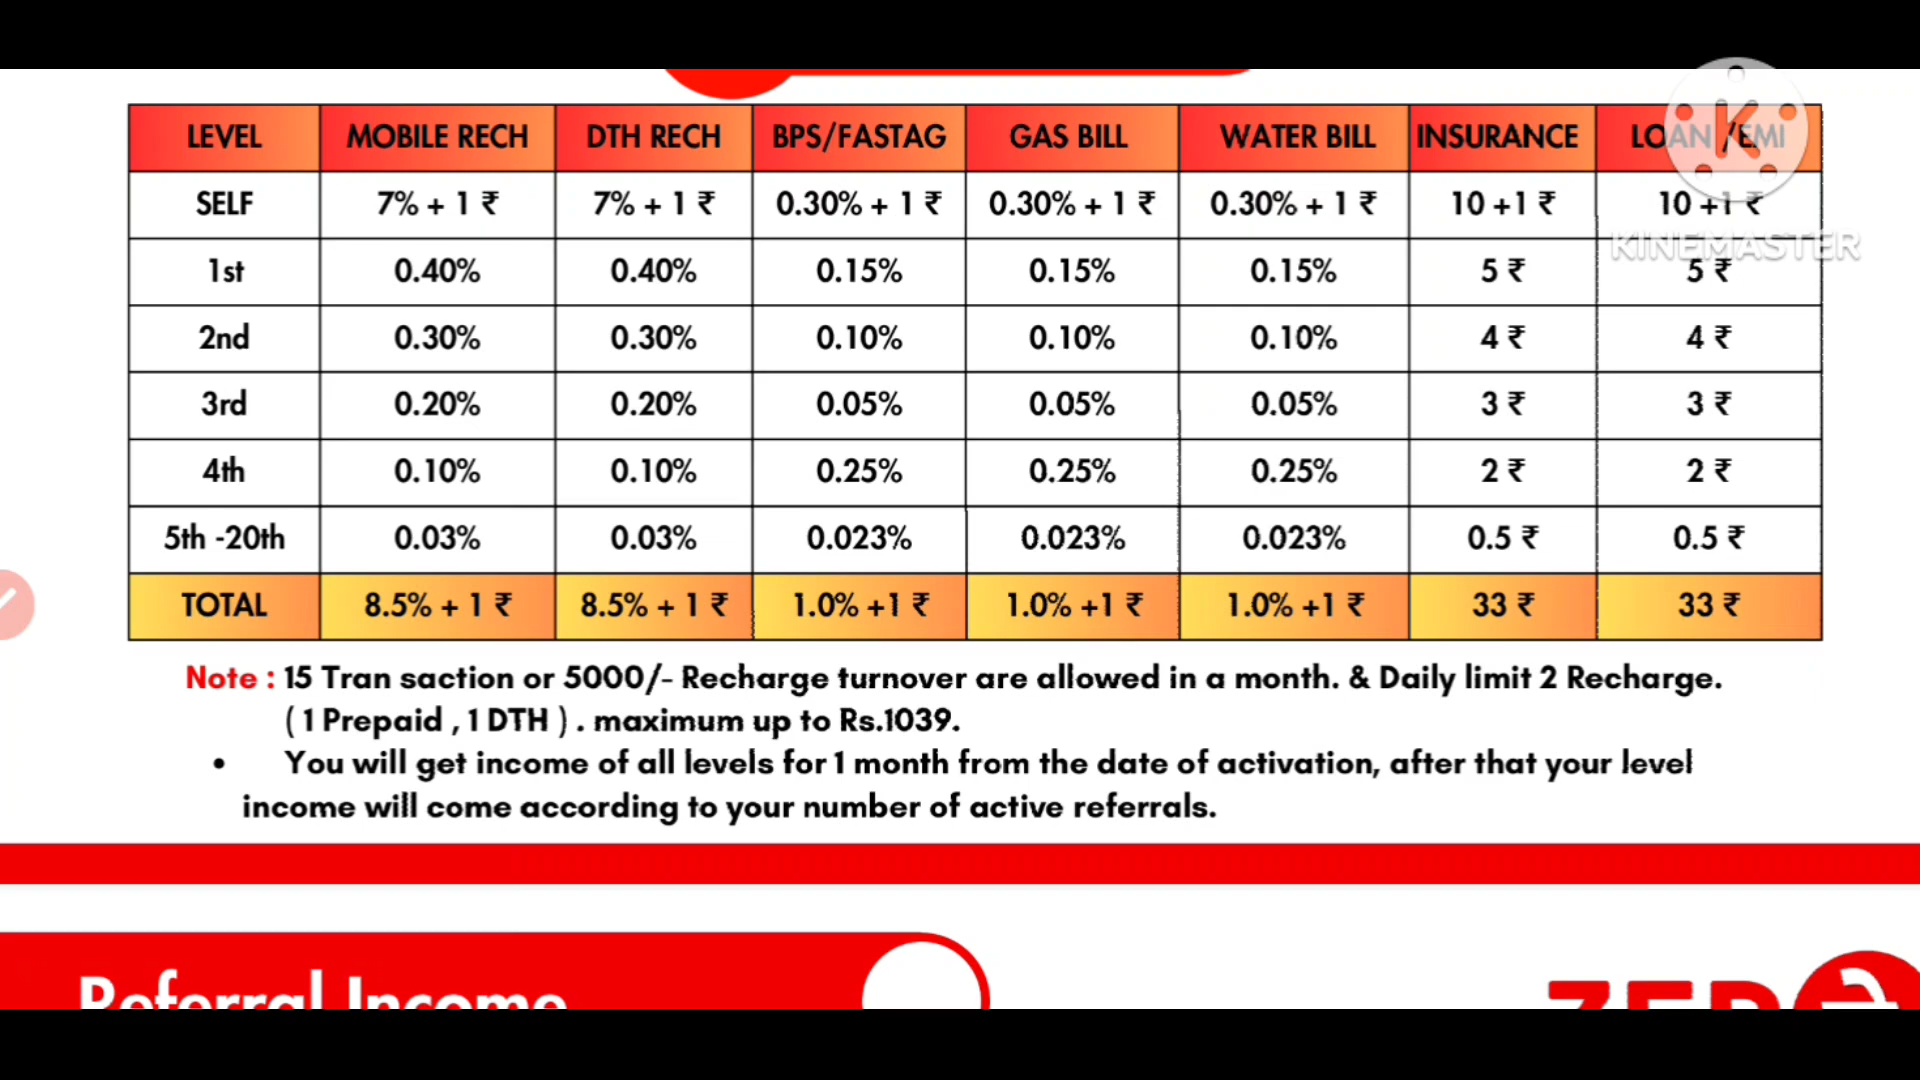 LEVEL MOBILE RECH DTH RECH BPS/FASTAG GAS BILL WATER BILL INSURANCE LOAN /EMI
SELF 7% + 1 ₹ 7% + 1 ₹ 0.30% + 1 ₹ 0.30% + 1 ₹ 0.30% + 1 ₹ 10 +1 ₹ 10 +1 ₹
KINEMASTER
1st 0.40% 0.40% 0.15% 0.15% 0.15% 5 ₹ 5 ₹
2nd 0.30% 0.30% 0.10% 0.10% 0.10% 4 ₹ 4 ₹
3rd 0.20% 0.20% 0.05% 0.05% 0.05% 3 ₹ 3 ₹
4th 0.10% 0.10% 0.25% 0.25% 0.25% 2 ₹ 2 ₹
5th -20th 0.03% 0.03% 0.023% 0.023% 0.023% 0.5 ₹ 0.5 ₹
TOTAL 8.5% + 1 ₹ 8.5% + 1 ₹ 1.0% +1 ₹ 1.0% +1 ₹ 1.0% +1 ₹ 33 ₹ 33 ₹
Note : 15 Tran saction or 5000/- Recharge turnover are allowed in a month. & Daily limit 2 Recharge.
( 1 Prepaid , 1 DTH ) . maximum up to Rs.1039.
• You will get income of all levels for 1 month from the date of activation, after that your level
income will come according to your number of active referrals.
Referral Income